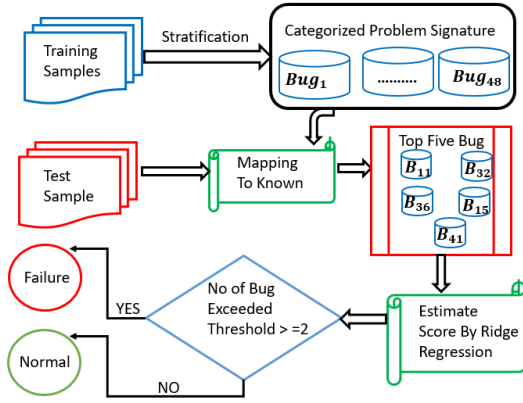 Training
Samples
Stratification
Categorized Problem Signature
Bug1
..........
Bug48
Test
Sample
Mapping
To Known
Top Five Bug
B11
B32
B36
B15
B41
Failure
YES
No of Bug
Exceeded
Threshold > =2
Estimate
Score By Ridge
Regression
Normal
NO